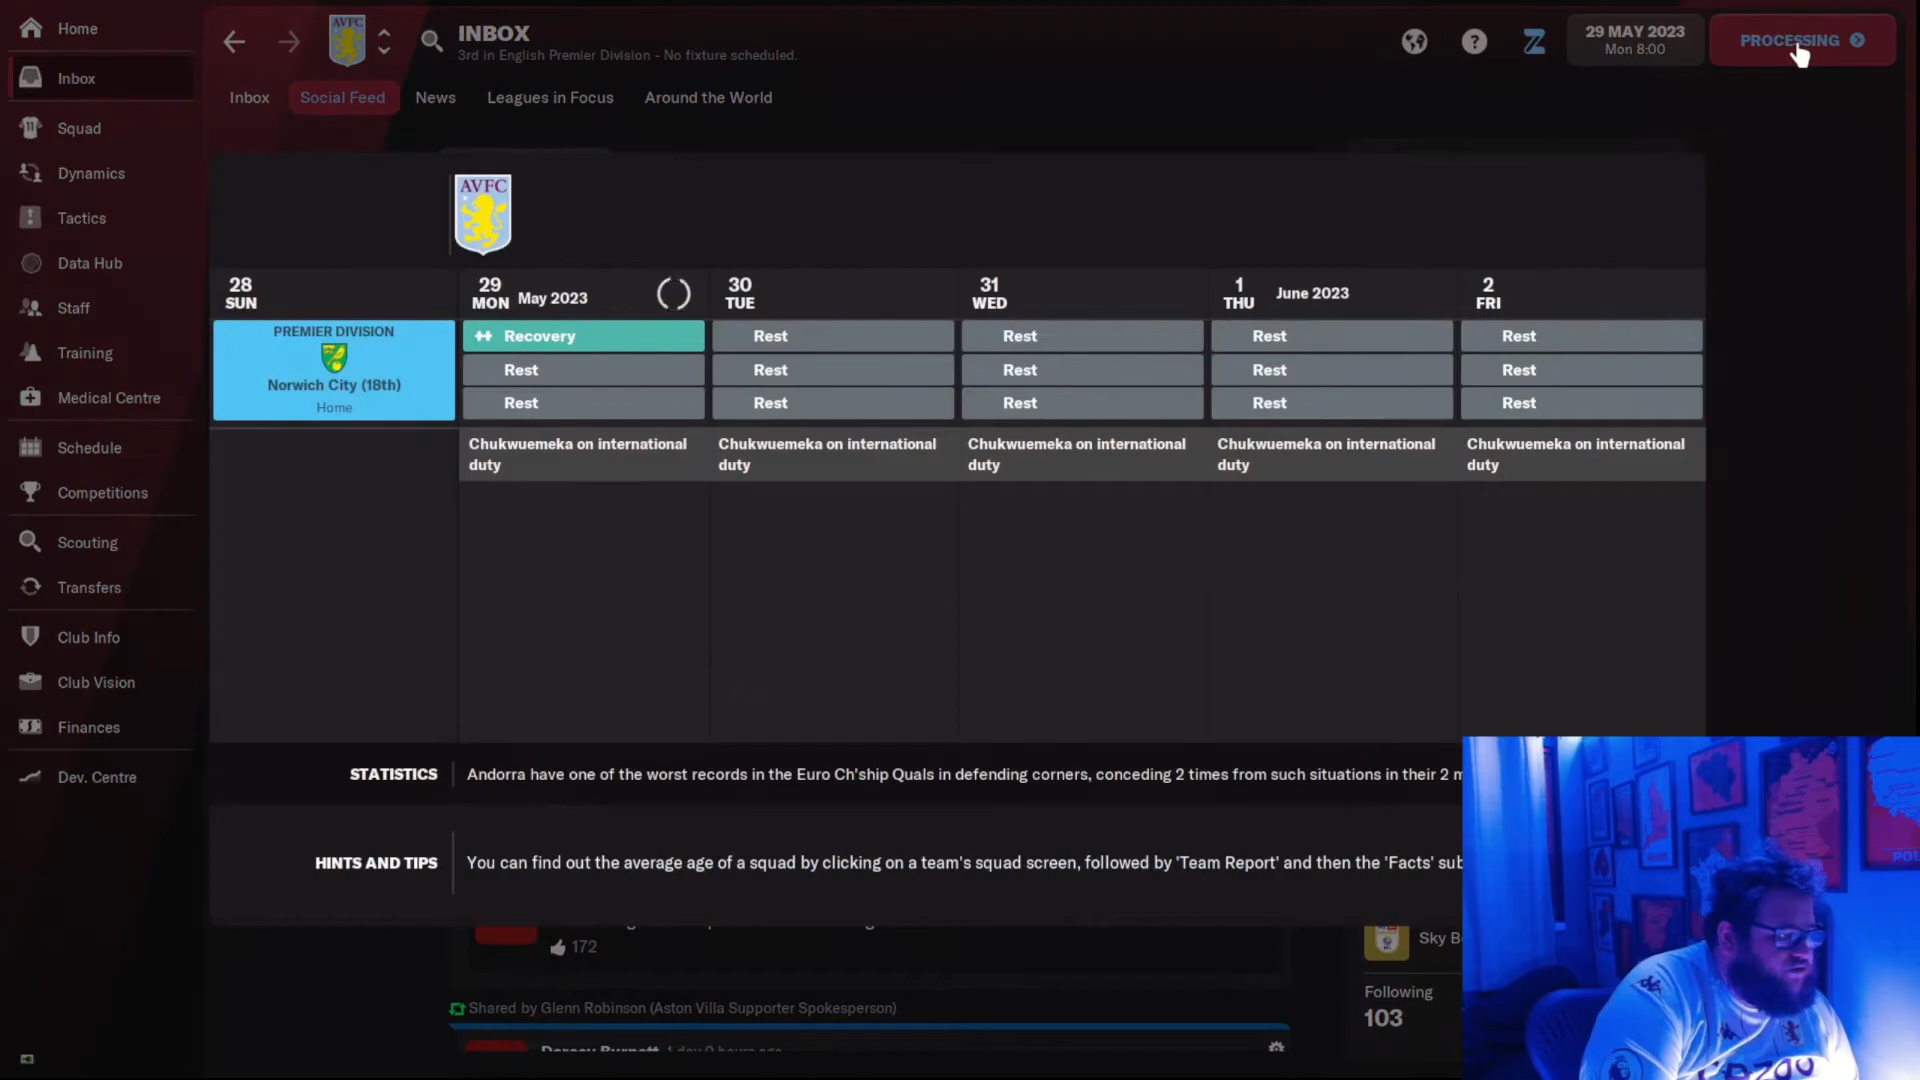 Home
INBOX
3rd in English Premier Division - No fixture scheduled.
29 MAY 2023
Mon 8:00
PROCESSING
Inbox
Inbox
Social Feed
News
Leagues in Focus
Around the World
Squad
Dynamics
Tactics
Data Hub
Staff
Training
Medical Centre
Schedule
Competitions
Scouting
Transfers
Club Info
Club Vision
Finances
Dev. Centre
AVFC
AVFC
28
SUN
29
MON
May 2023
30
TUE
31
WED
1
THU
June 2023
2
FRI
PREMIER DIVISION
Norwich City (18th)
Home
Recovery
Rest
Rest
Rest
Rest
Rest
Rest
Rest
Rest
Rest
Rest
Rest
Rest
Rest
Rest
Chukwuemeka on international
duty
Chukwuemeka on international
duty
Chukwuemeka on international
duty
Chukwuemeka on international
duty
Chukwuemeka on international
duty
STATISTICS
Andorra have one of the worst records in the Euro Ch'ship Quals in defending corners, conceding 2 times from such situations in their 2 m
HINTS AND TIPS
You can find out the average age of a squad by clicking on a team's squad screen, followed by 'Team Report' and then the 'Facts' sub
172
Sky B
Shared by Glenn Robinson (Aston Villa Supporter Spokesperson)
Following
103